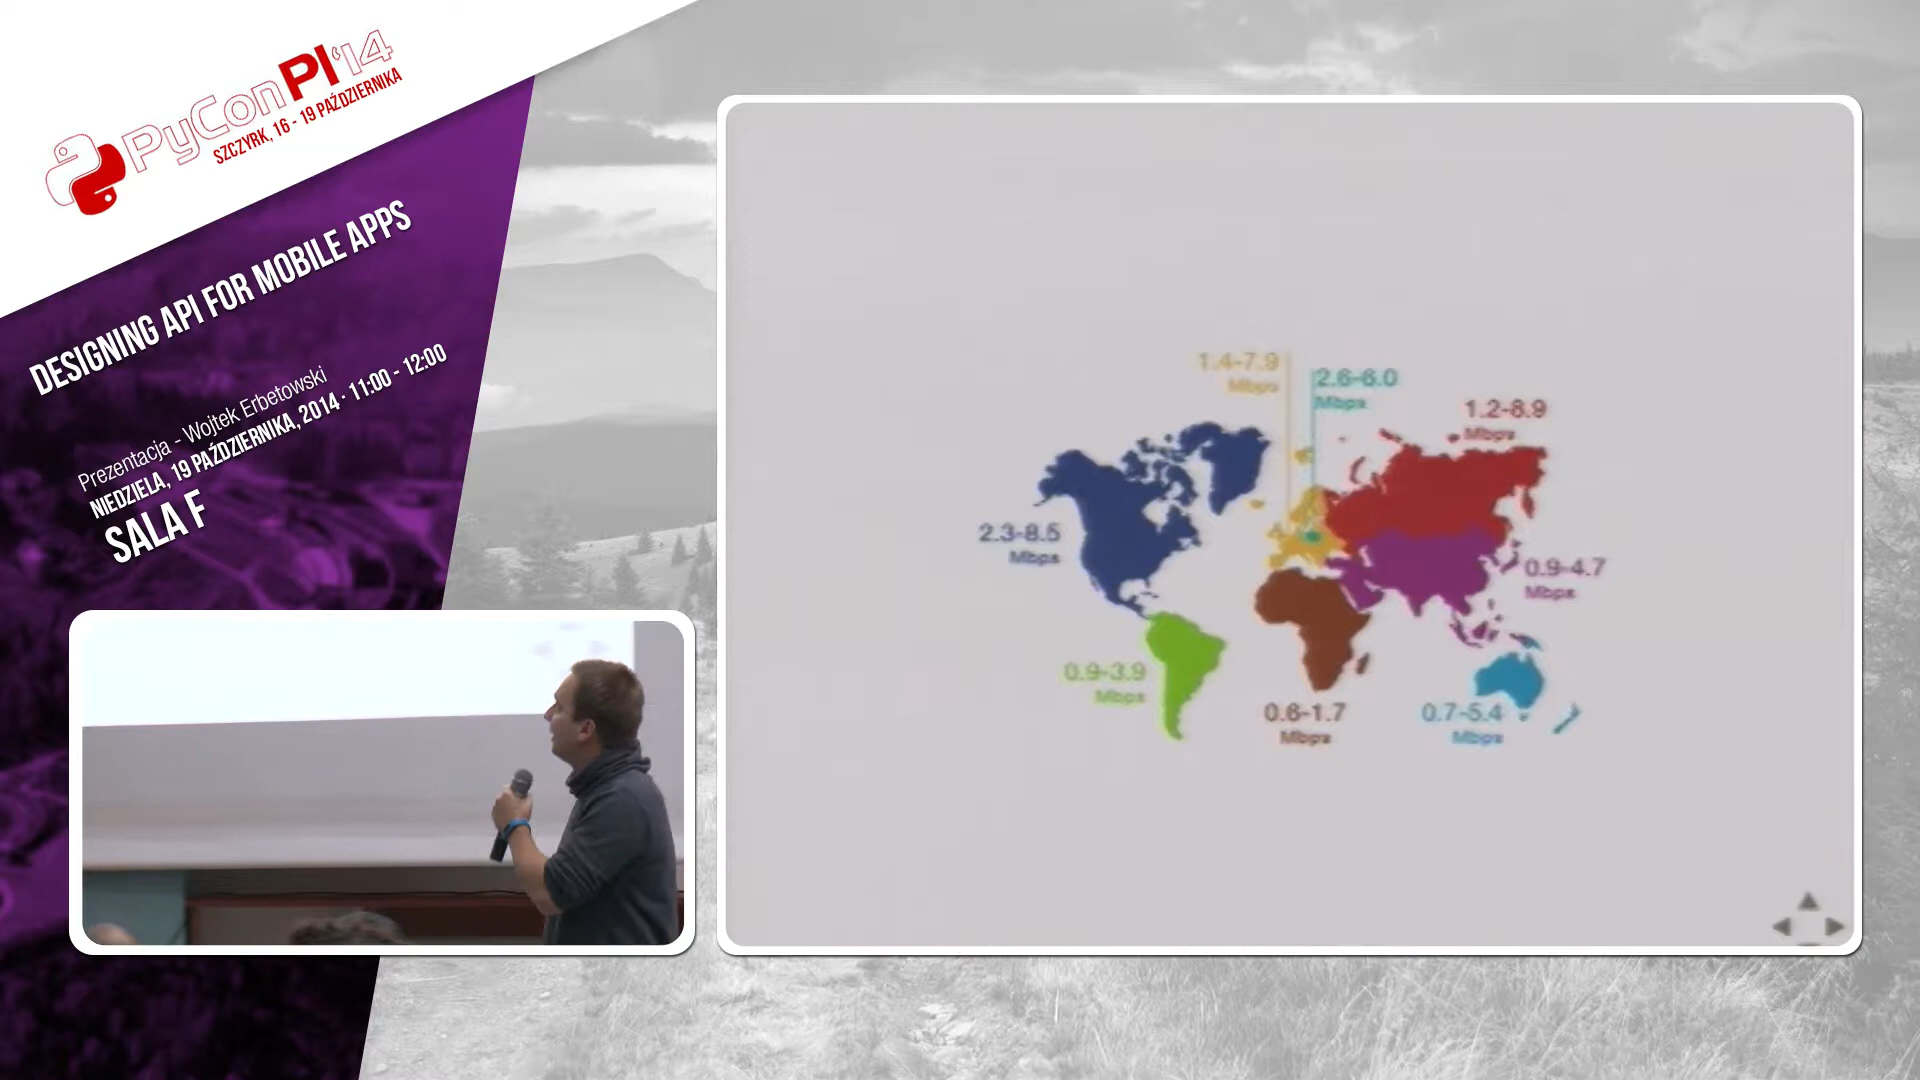 PyConPl'14
SZCZYRK, 16 - 19 PAŹDZIERNIKA
DESIGNING API FOR MOBILE APPS
Prezentacja - Wojtek Erbetowski
NIEDZIELA, 19 PAŹDZIERNIKA, 2014 · 11:00 - 12:00
SALA F
1.4-7.9
Mbps
2.6-6.0
Mbps
1.2-8.9
Mbps
2.3-8.5
Mbps
0.9-4.7
Mbps
0.9-3.9
Mbps
0.6-1.7
Mbps
0.7-5.4
Mbps